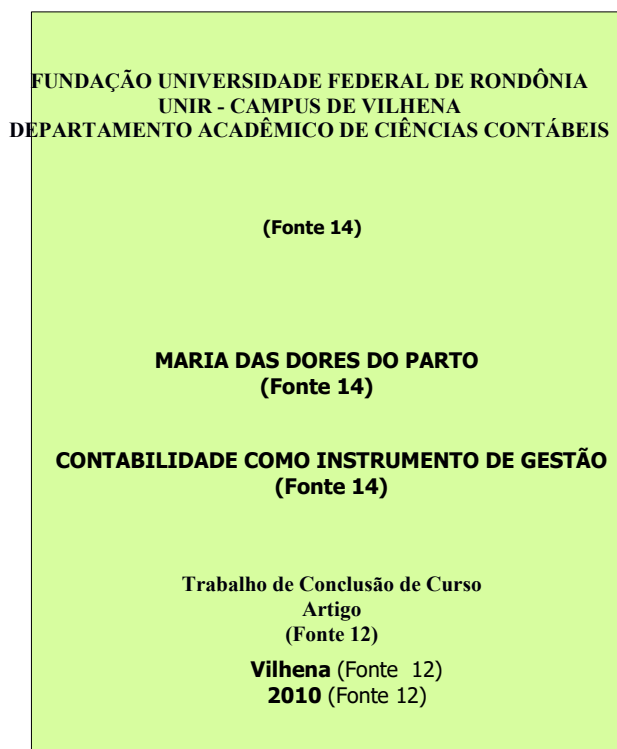 FUNDAÇÃO UNIVERSIDADE FEDERAL DE RONDÔNIA
UNIR - CAMPUS DE VILHENA
DEPARTAMENTO ACADÊMICO DE CIÊNCIAS CONTÁBEIS
(Fonte 14)
MARIA DAS DORES DO PARTO
(Fonte 14)
CONTABILIDADE COMO INSTRUMENTO DE GESTÃO
(Fonte 14)
Trabalho de Conclusão de Curso
Artigo
(Fonte 12)
Vilhena (Fonte 12)
2010 (Fonte 12)